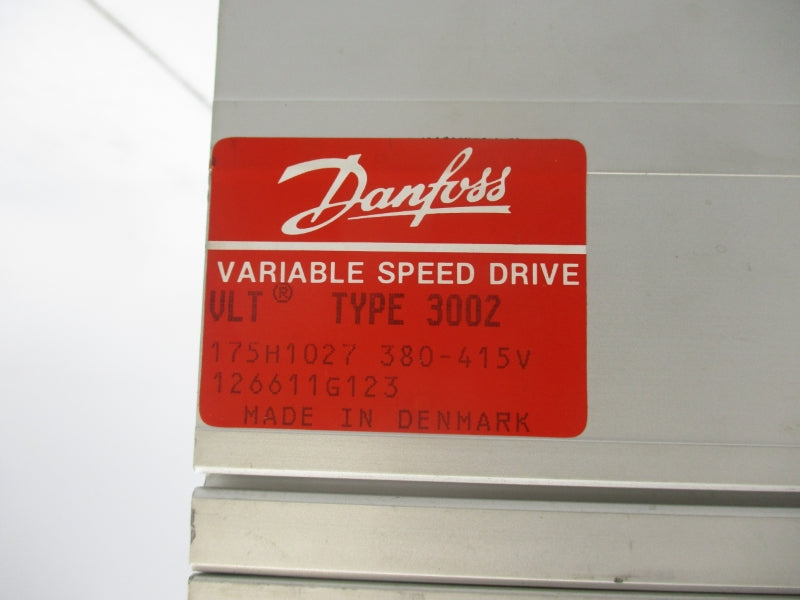 Danfoss
VARIABLE SPEED DRIVE
VLT ® TYPE 3002
175H1027 380-415V
126611G123
MADE IN DENMARK